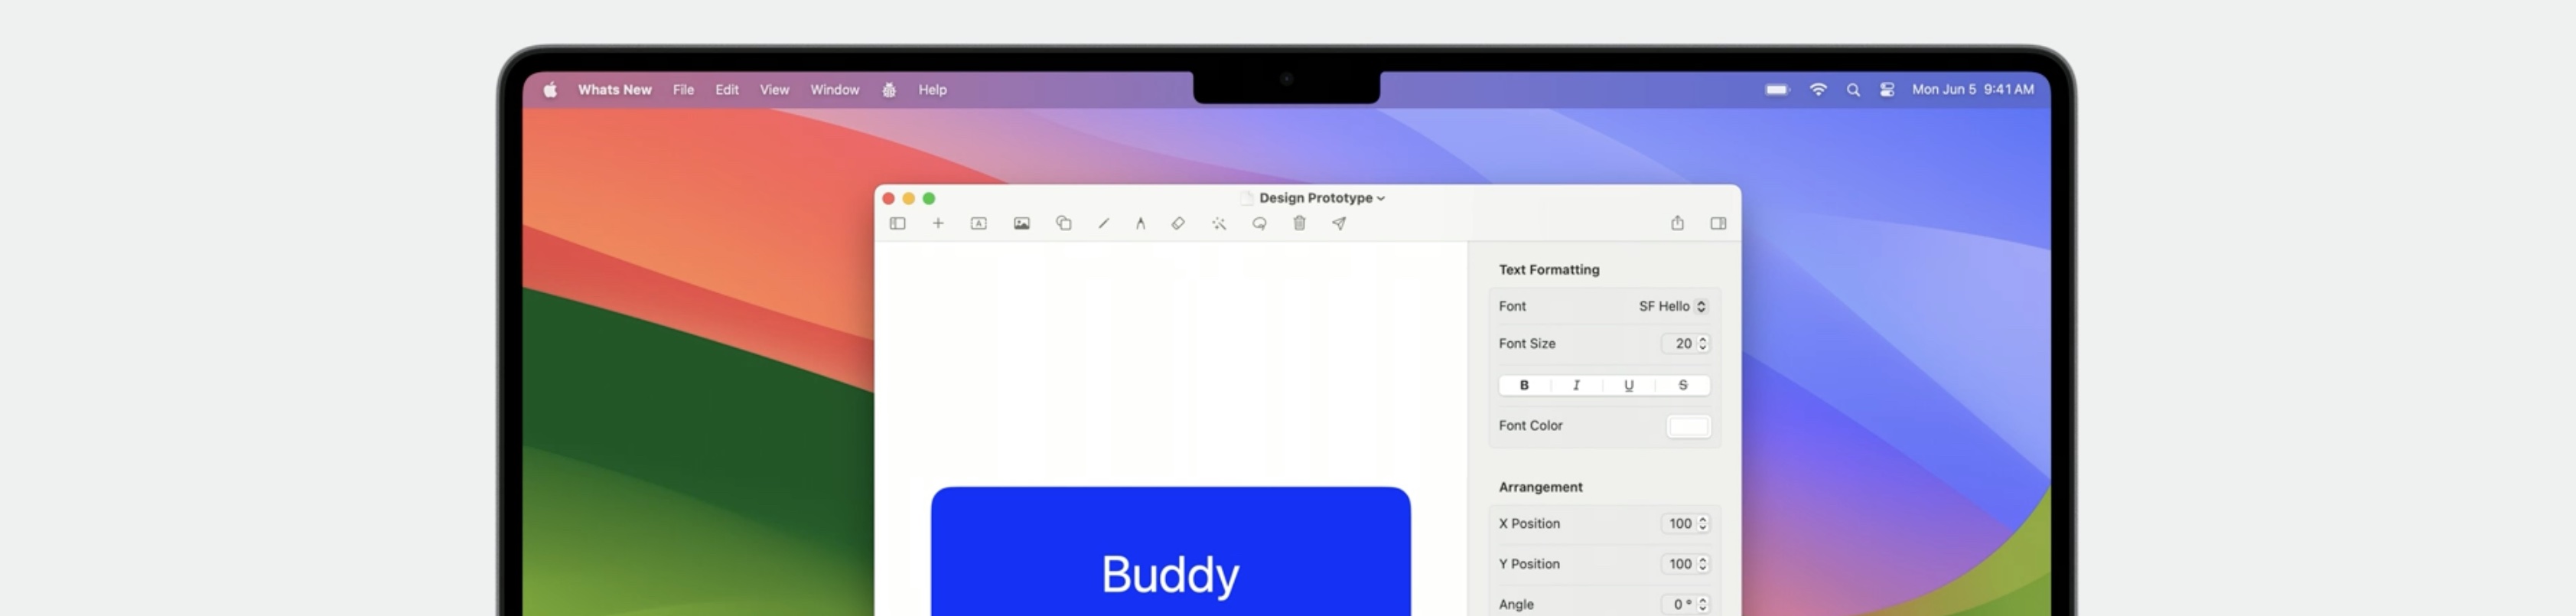 Whats New File Edit View Window Help Mon Jun 5 9:41 AM
Design Prototype
Text Formatting
Font SF Hello
Font Size 20
B I U S
Font Color
Arrangement
X Position 100
Buddy
Y Position 100
Angle 0°